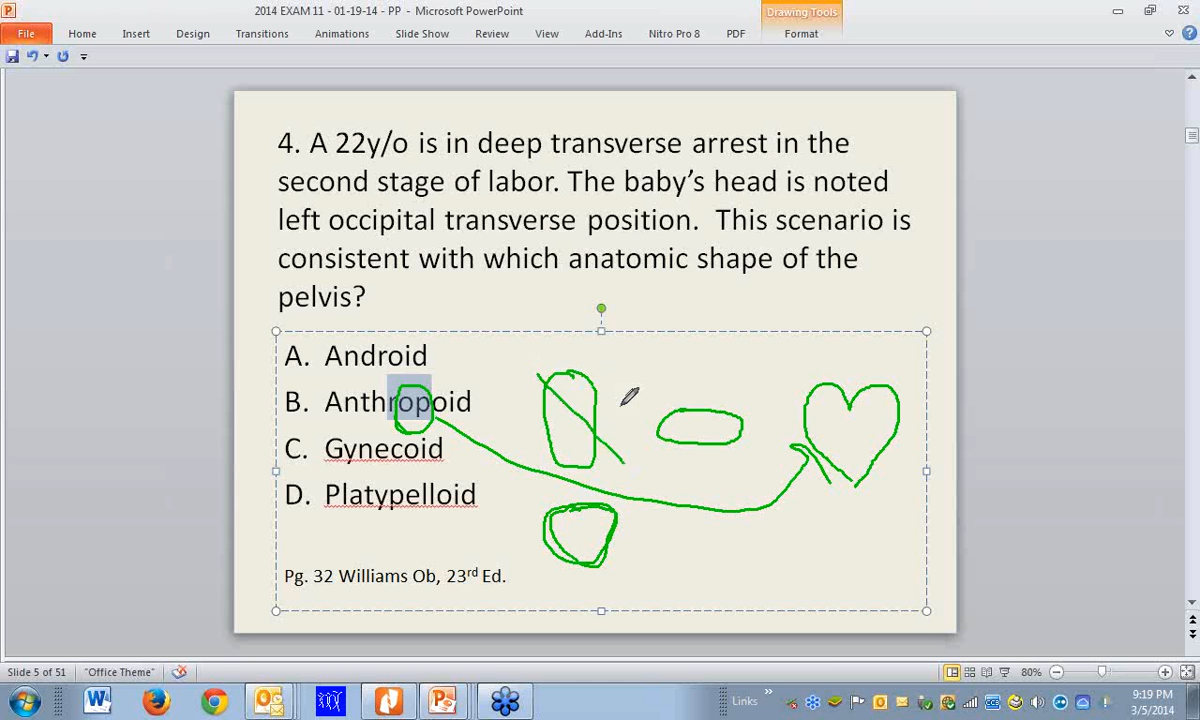 2014 EXAM 11 - 01-19-14 - PP - Microsoft PowerPoint
Drawing Tools
File Home Insert Design Transitions Animations Slide Show Review View Add-Ins Nitro Pro 8 PDF Format
4. A 22y/o is in deep transverse arrest in the
second stage of labor. The baby's head is noted
left occipital transverse position. This scenario is
consistent with which anatomic shape of the
pelvis?
A. Android
B. Anthropoid
C. Gynecoid
D. Platypelloid
Pg. 32 Williams Ob, 23rd Ed.
Slide 5 of 51 "Office Theme" 80%
Links
9:19 PM
3/5/2014